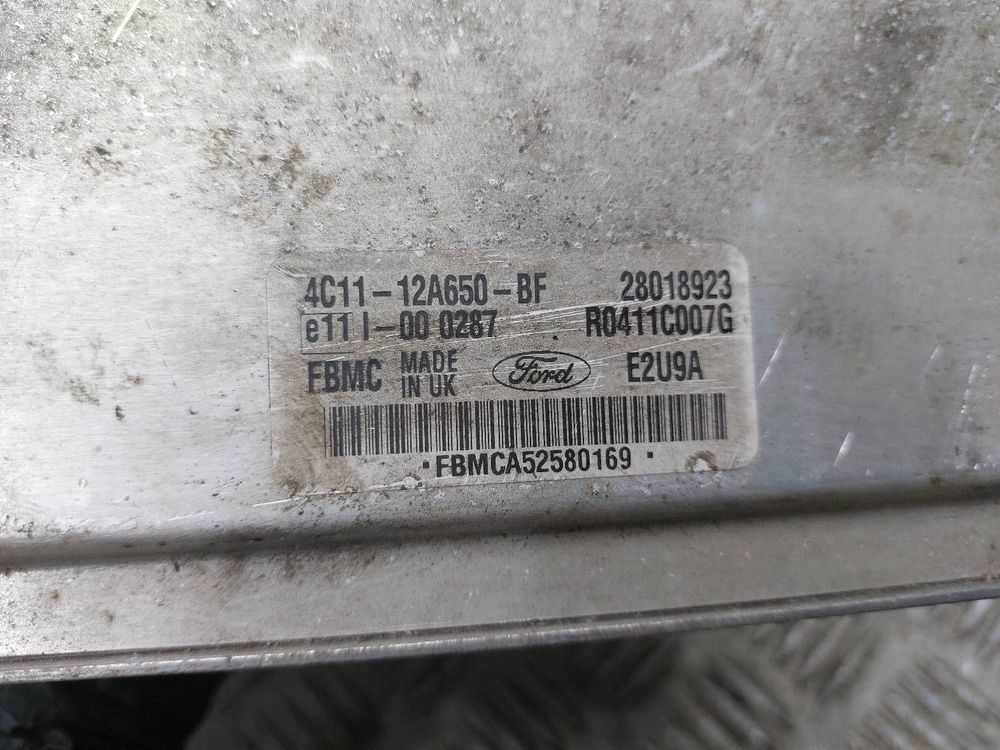 4C11-12A650-BF 28018923
e11 I-00 0287 R0411C007G
FBMC MADE IN UK Ford E2U9A
·FBMCA52580169·